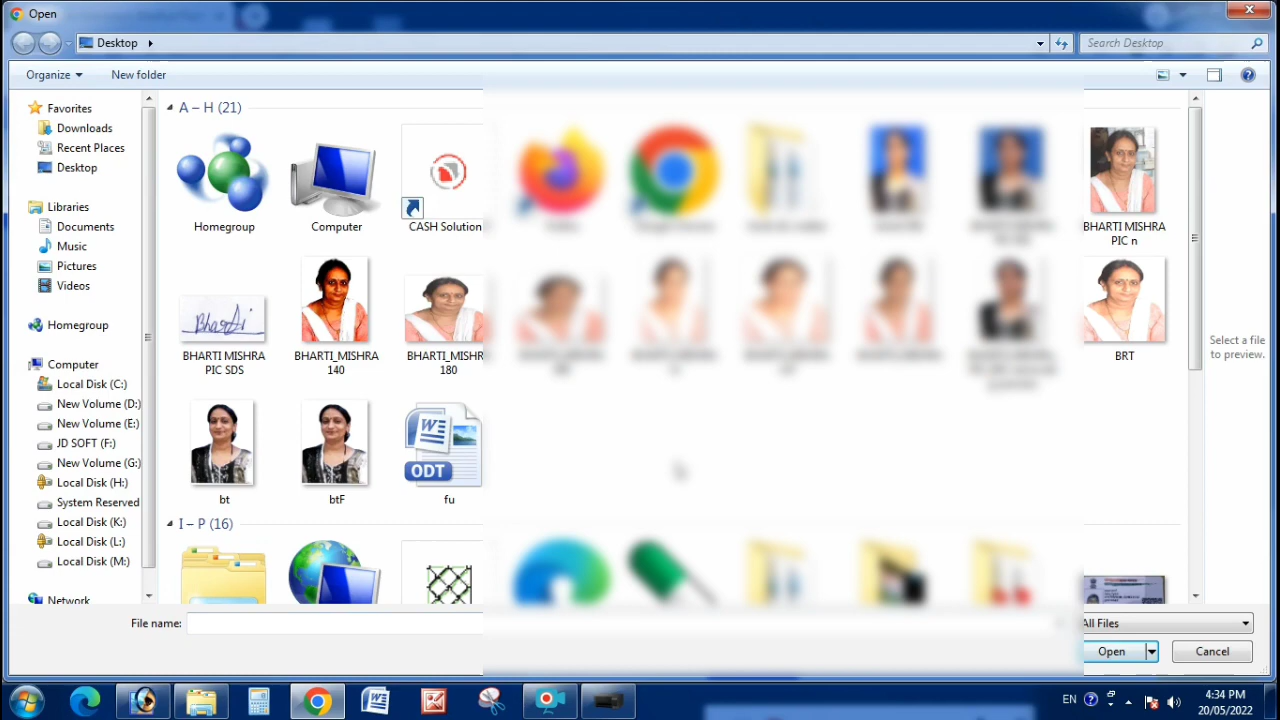 Open
Desktop
Search Desktop
Organize
New folder
Favorites
Downloads
Recent Places
Desktop
Libraries
Documents
Music
Pictures
Videos
Homegroup
Computer
Local Disk (C:)
New Volume (D:)
New Volume (E:)
JD SOFT (F:)
New Volume (G:)
Local Disk (H:)
System Reserved
Local Disk (K:)
Local Disk (L:)
Local Disk (M:)
Network
A – H (21)
Homegroup
Computer
CASH Solution
BHARTI MISHRA
PIC n
BHARTI MISHRA
PIC SDS
BHARTI_MISHRA
140
BHARTI_MISHR
180
BRT
Bharti
bt
btF
ODT
fu
I – P (16)
Select a file
to preview.
File name:
All Files
Open
Cancel
EN
4:34 PM
20/05/2022